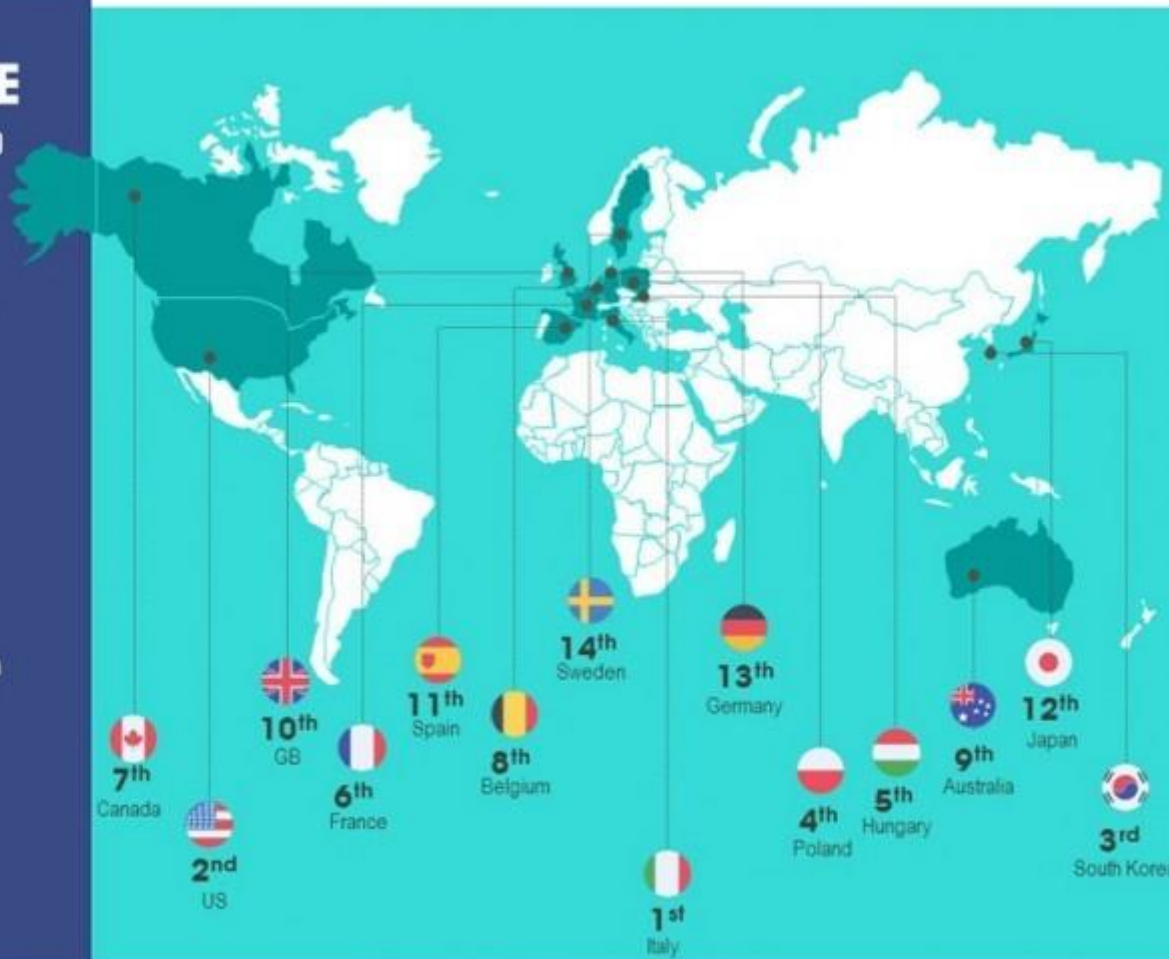 E
14th
Sweden
13th
Germany
11th
Spain
10th
GB
12th
Japan
8th
Belgium
9th
Australia
7th
Canada
6th
France
5th
Hungary
4th
Poland
3rd
South Kore
2nd
US
1st
Italy